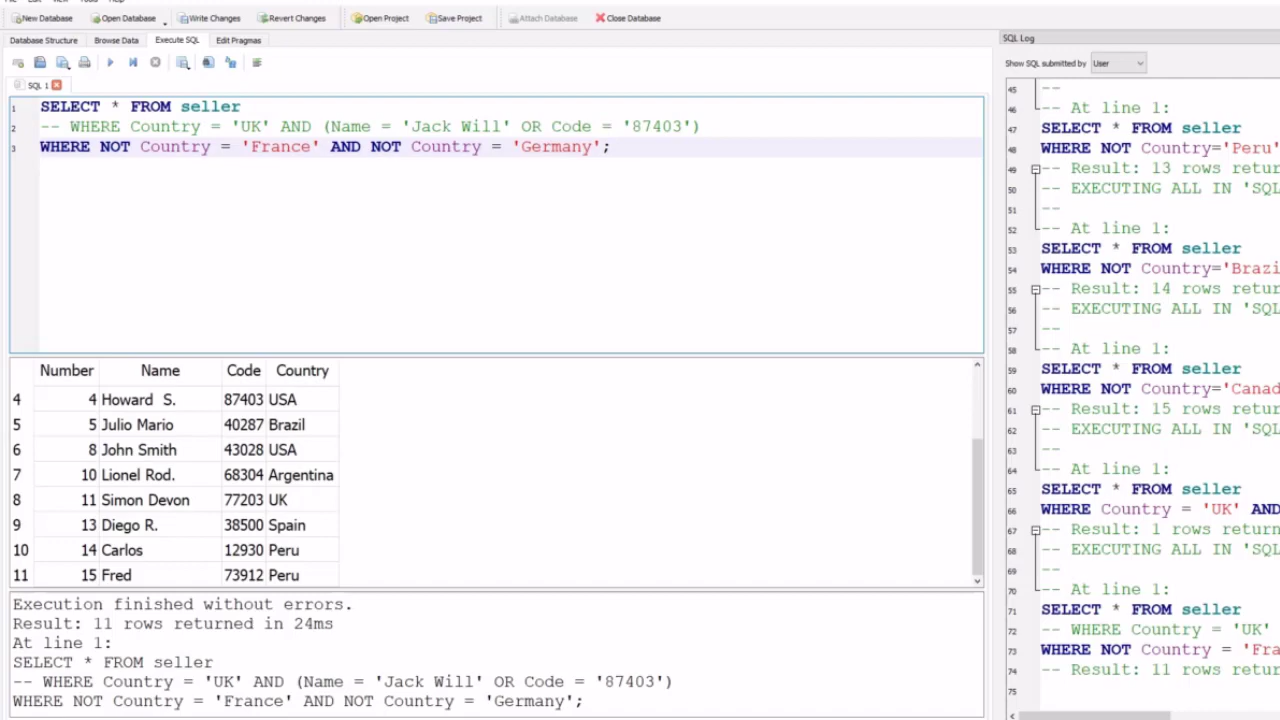 New Database Open Database Write Changes Revert Changes Open Project Save Project Attach Database Close Database
Database Structure Browse Data Execute SQL Edit Pragmas
SQL 1
1 SELECT * FROM seller
2 -- WHERE Country = 'UK' AND (Name = 'Jack Will' OR Code = '87403')
3 WHERE NOT Country = 'France' AND NOT Country = 'Germany';
Number Name Code Country
4 4 Howard S. 87403 USA
5 5 Julio Mario 40287 Brazil
6 8 John Smith 43028 USA
7 10 Lionel Rod. 68304 Argentina
8 11 Simon Devon 77203 UK
9 13 Diego R. 38500 Spain
10 14 Carlos 12930 Peru
11 15 Fred 73912 Peru
Execution finished without errors.
Result: 11 rows returned in 24ms
At line 1:
SELECT * FROM seller
-- WHERE Country = 'UK' AND (Name = 'Jack Will' OR Code = '87403')
WHERE NOT Country = 'France' AND NOT Country = 'Germany';
SQL Log
Show SQL submitted by User
45 --
46 -- At line 1:
47 SELECT * FROM seller
48 WHERE NOT Country='Peru'
49 -- Result: 13 rows retur
50 -- EXECUTING ALL IN 'SQL
51 --
52 -- At line 1:
53 SELECT * FROM seller
54 WHERE NOT Country='Brazi
55 -- Result: 14 rows retur
56 -- EXECUTING ALL IN 'SQL
57 --
58 -- At line 1:
59 SELECT * FROM seller
60 WHERE NOT Country='Canad
61 -- Result: 15 rows retur
62 -- EXECUTING ALL IN 'SQL
63 --
64 -- At line 1:
65 SELECT * FROM seller
66 WHERE Country = 'UK' AND
67 -- Result: 1 rows return
68 -- EXECUTING ALL IN 'SQL
69 --
70 -- At line 1:
71 SELECT * FROM seller
72 -- WHERE Country = 'UK'
73 WHERE NOT Country = 'Fra
74 -- Result: 11 rows retur
75